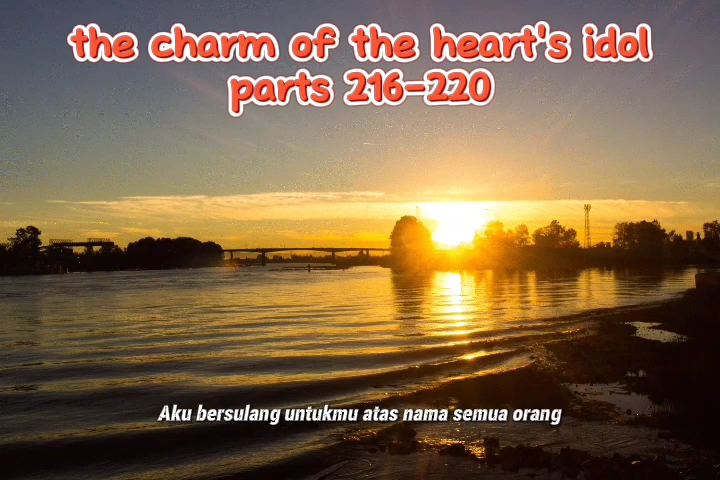 the charm of the heart's idol
parts 216-220
Aku bersulang untukmu atas nama semua orang